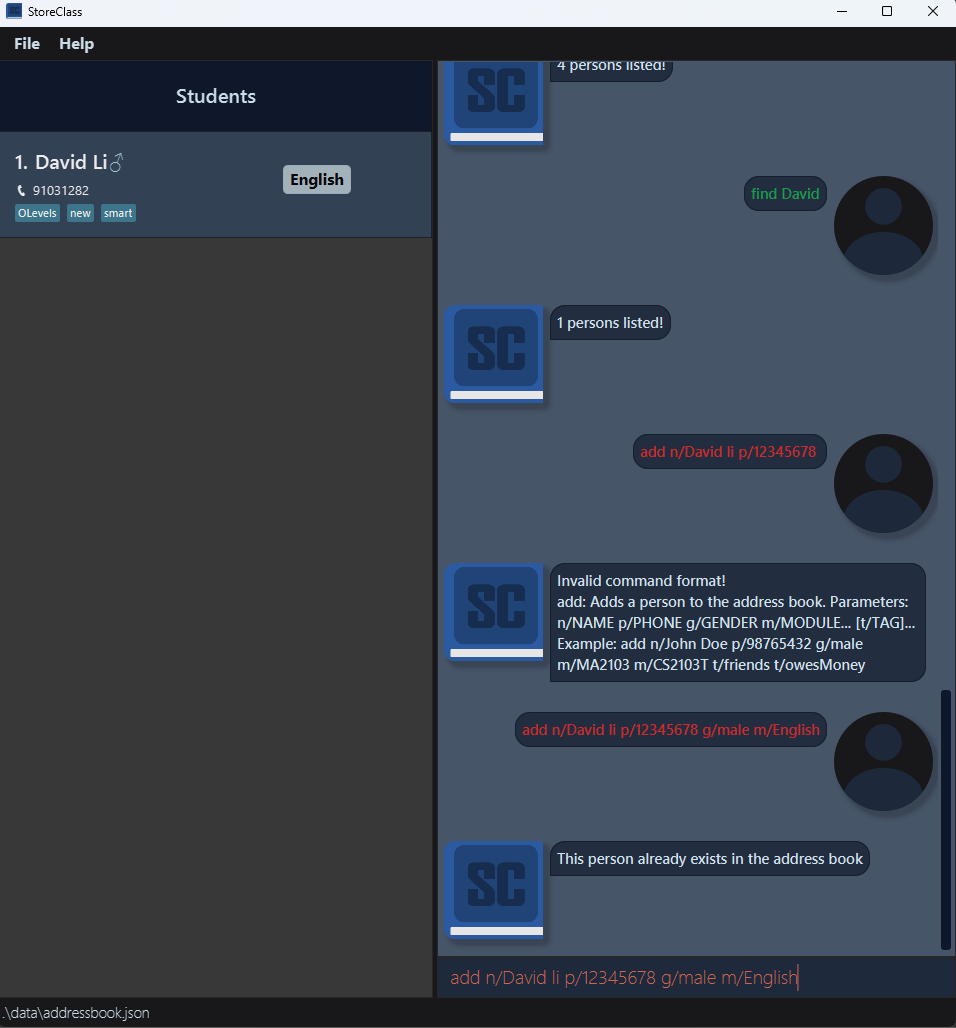 StoreClass
File Help
Students
1. David Li♂
91031282
OLevels new smart
English
SC
4 persons listed!
find David
SC
1 persons listed!
add n/David li p/12345678
SC
Invalid command format!
add: Adds a person to the address book. Parameters:
n/NAME p/PHONE g/GENDER m/MODULE... [t/TAG]...
Example: add n/John Doe p/98765432 g/male
m/MA2103 m/CS2103T t/friends t/owesMoney
add n/David li p/12345678 g/male m/English
SC
This person already exists in the address book
add n/David li p/12345678 g/male m/English
.\data\addressbook.json